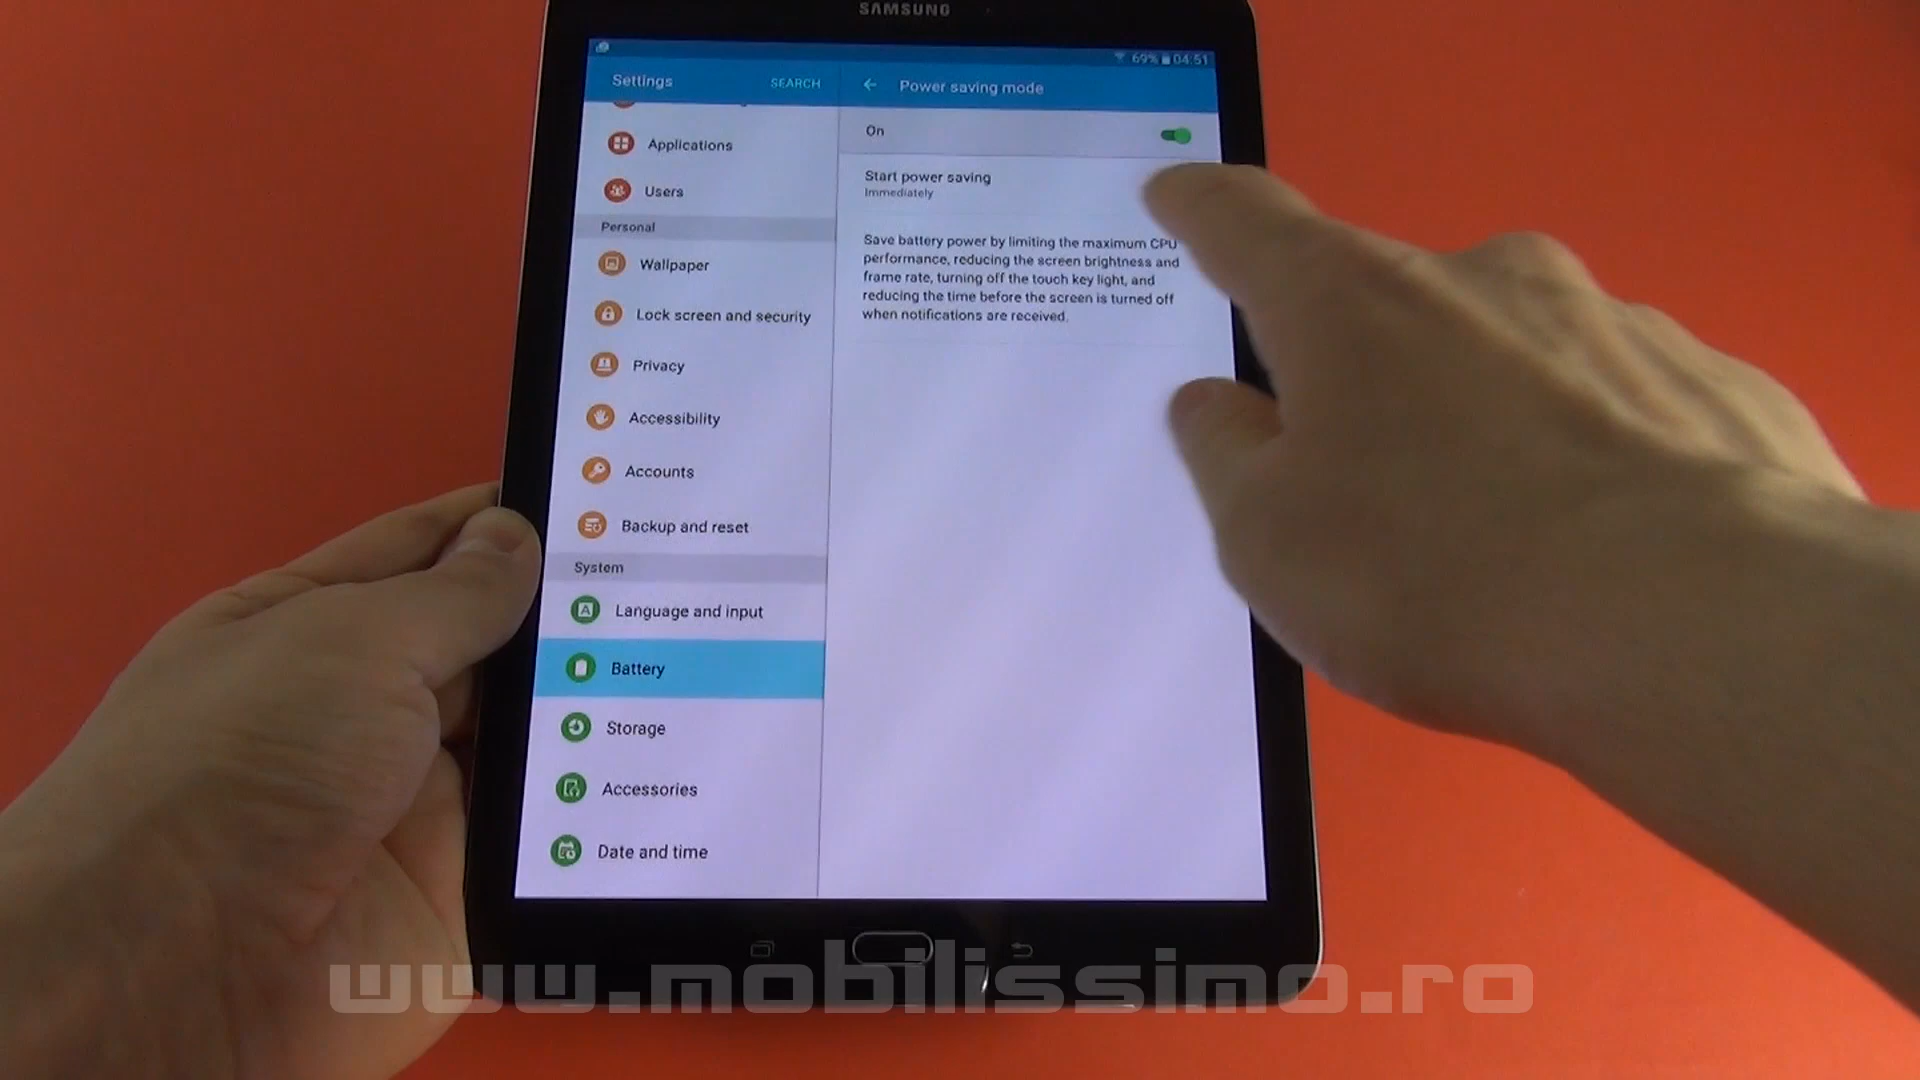 SAMSUNG
69% 04:51
Settings
SEARCH
Power saving mode
On
Applications
Users
Personal
Wallpaper
Lock screen and security
Privacy
Accessibility
Accounts
Backup and reset
System
Language and input
Battery
Storage
Accessories
Date and time
Start power saving
Immediately
Save battery power by limiting the maximum CPU
performance, reducing the screen brightness and
frame rate, turning off the touch key light, and
reducing the time before the screen is turned off
when notifications are received.
www.mobilissimo.ro